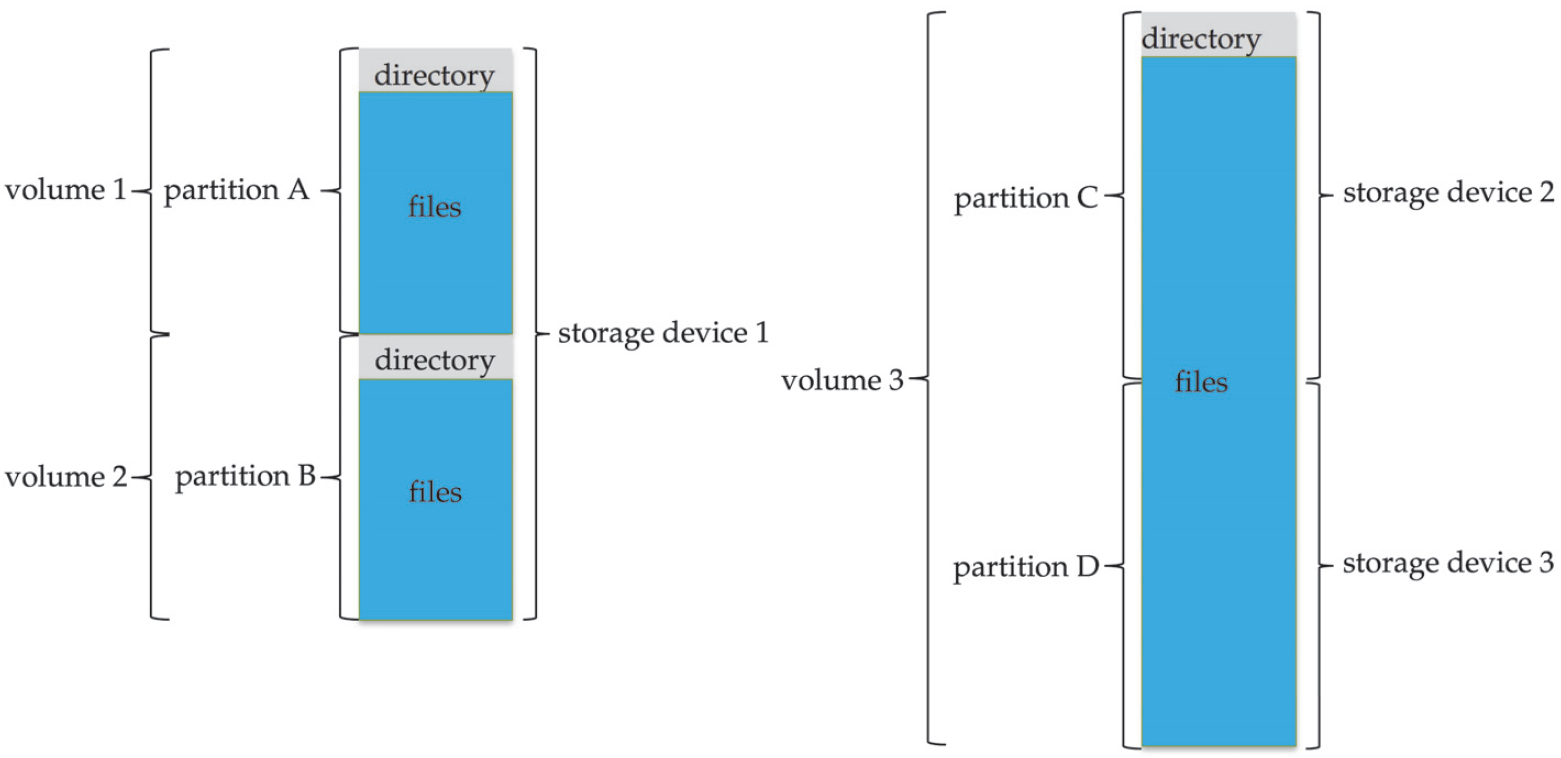 directory
volume 1
partition A
files
storage device 1
directory
volume 2
partition B
files
directory
partition C
storage device 2
volume 3
files
partition D
storage device 3